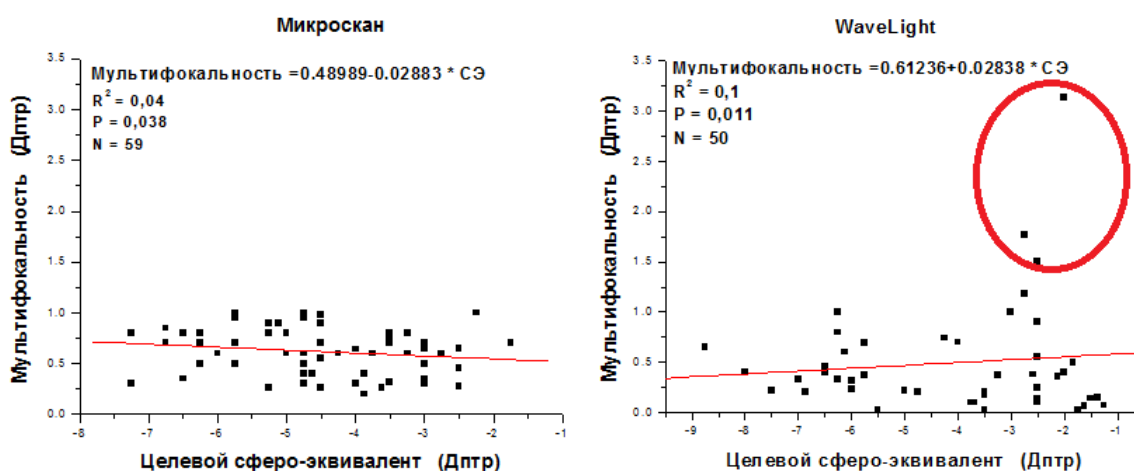 Микроскан
Мультифокальность (Дптр)
3.5
3.0
2.5
2.0
1.5
1.0
0.5
0.0
Мультифокальность =0.48989-0.02883 * СЭ
R² = 0,04
P = 0,038
N = 59
-8 -7 -6 -5 -4 -3 -2 -1
Целевой сферо-эквивалент (Дптр)
WaveLight
Мультифокальность (Дптр)
3.5
3.0
2.5
2.0
1.5
1.0
0.5
0.0
Мультифокальность =0.61236+0.02838 * СЭ
R² = 0,1
P = 0,011
N = 50
-9 -8 -7 -6 -5 -4 -3 -2 -1
Целевой сферо-эквивалент (Дптр)